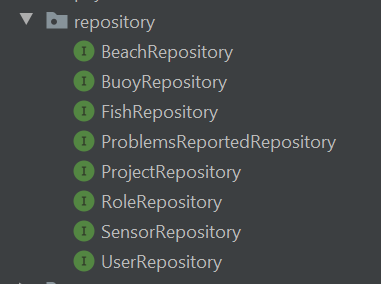 repository
I BeachRepository
I BuoyRepository
I FishRepository
I ProblemsReportedRepository
I ProjectRepository
I RoleRepository
I SensorRepository
I UserRepository